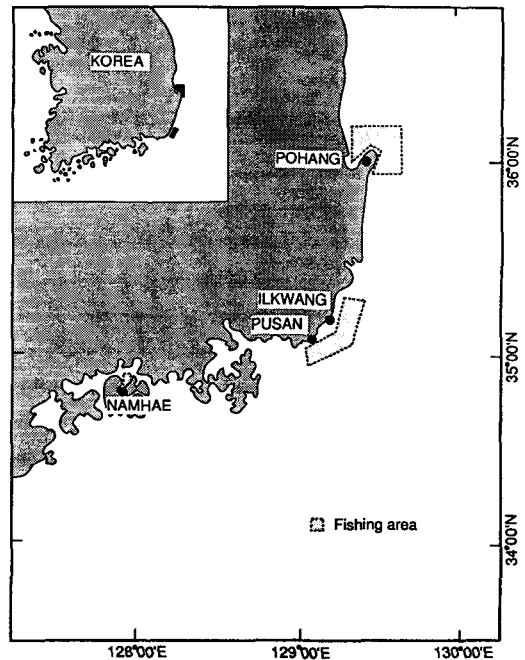 KOREA
POHANG
36°00'N
ILKWANG
PUSAN
35°00'N
NAMHAE
Fishing area
34°00'N
128°00'E
129°00'E
130°00'E